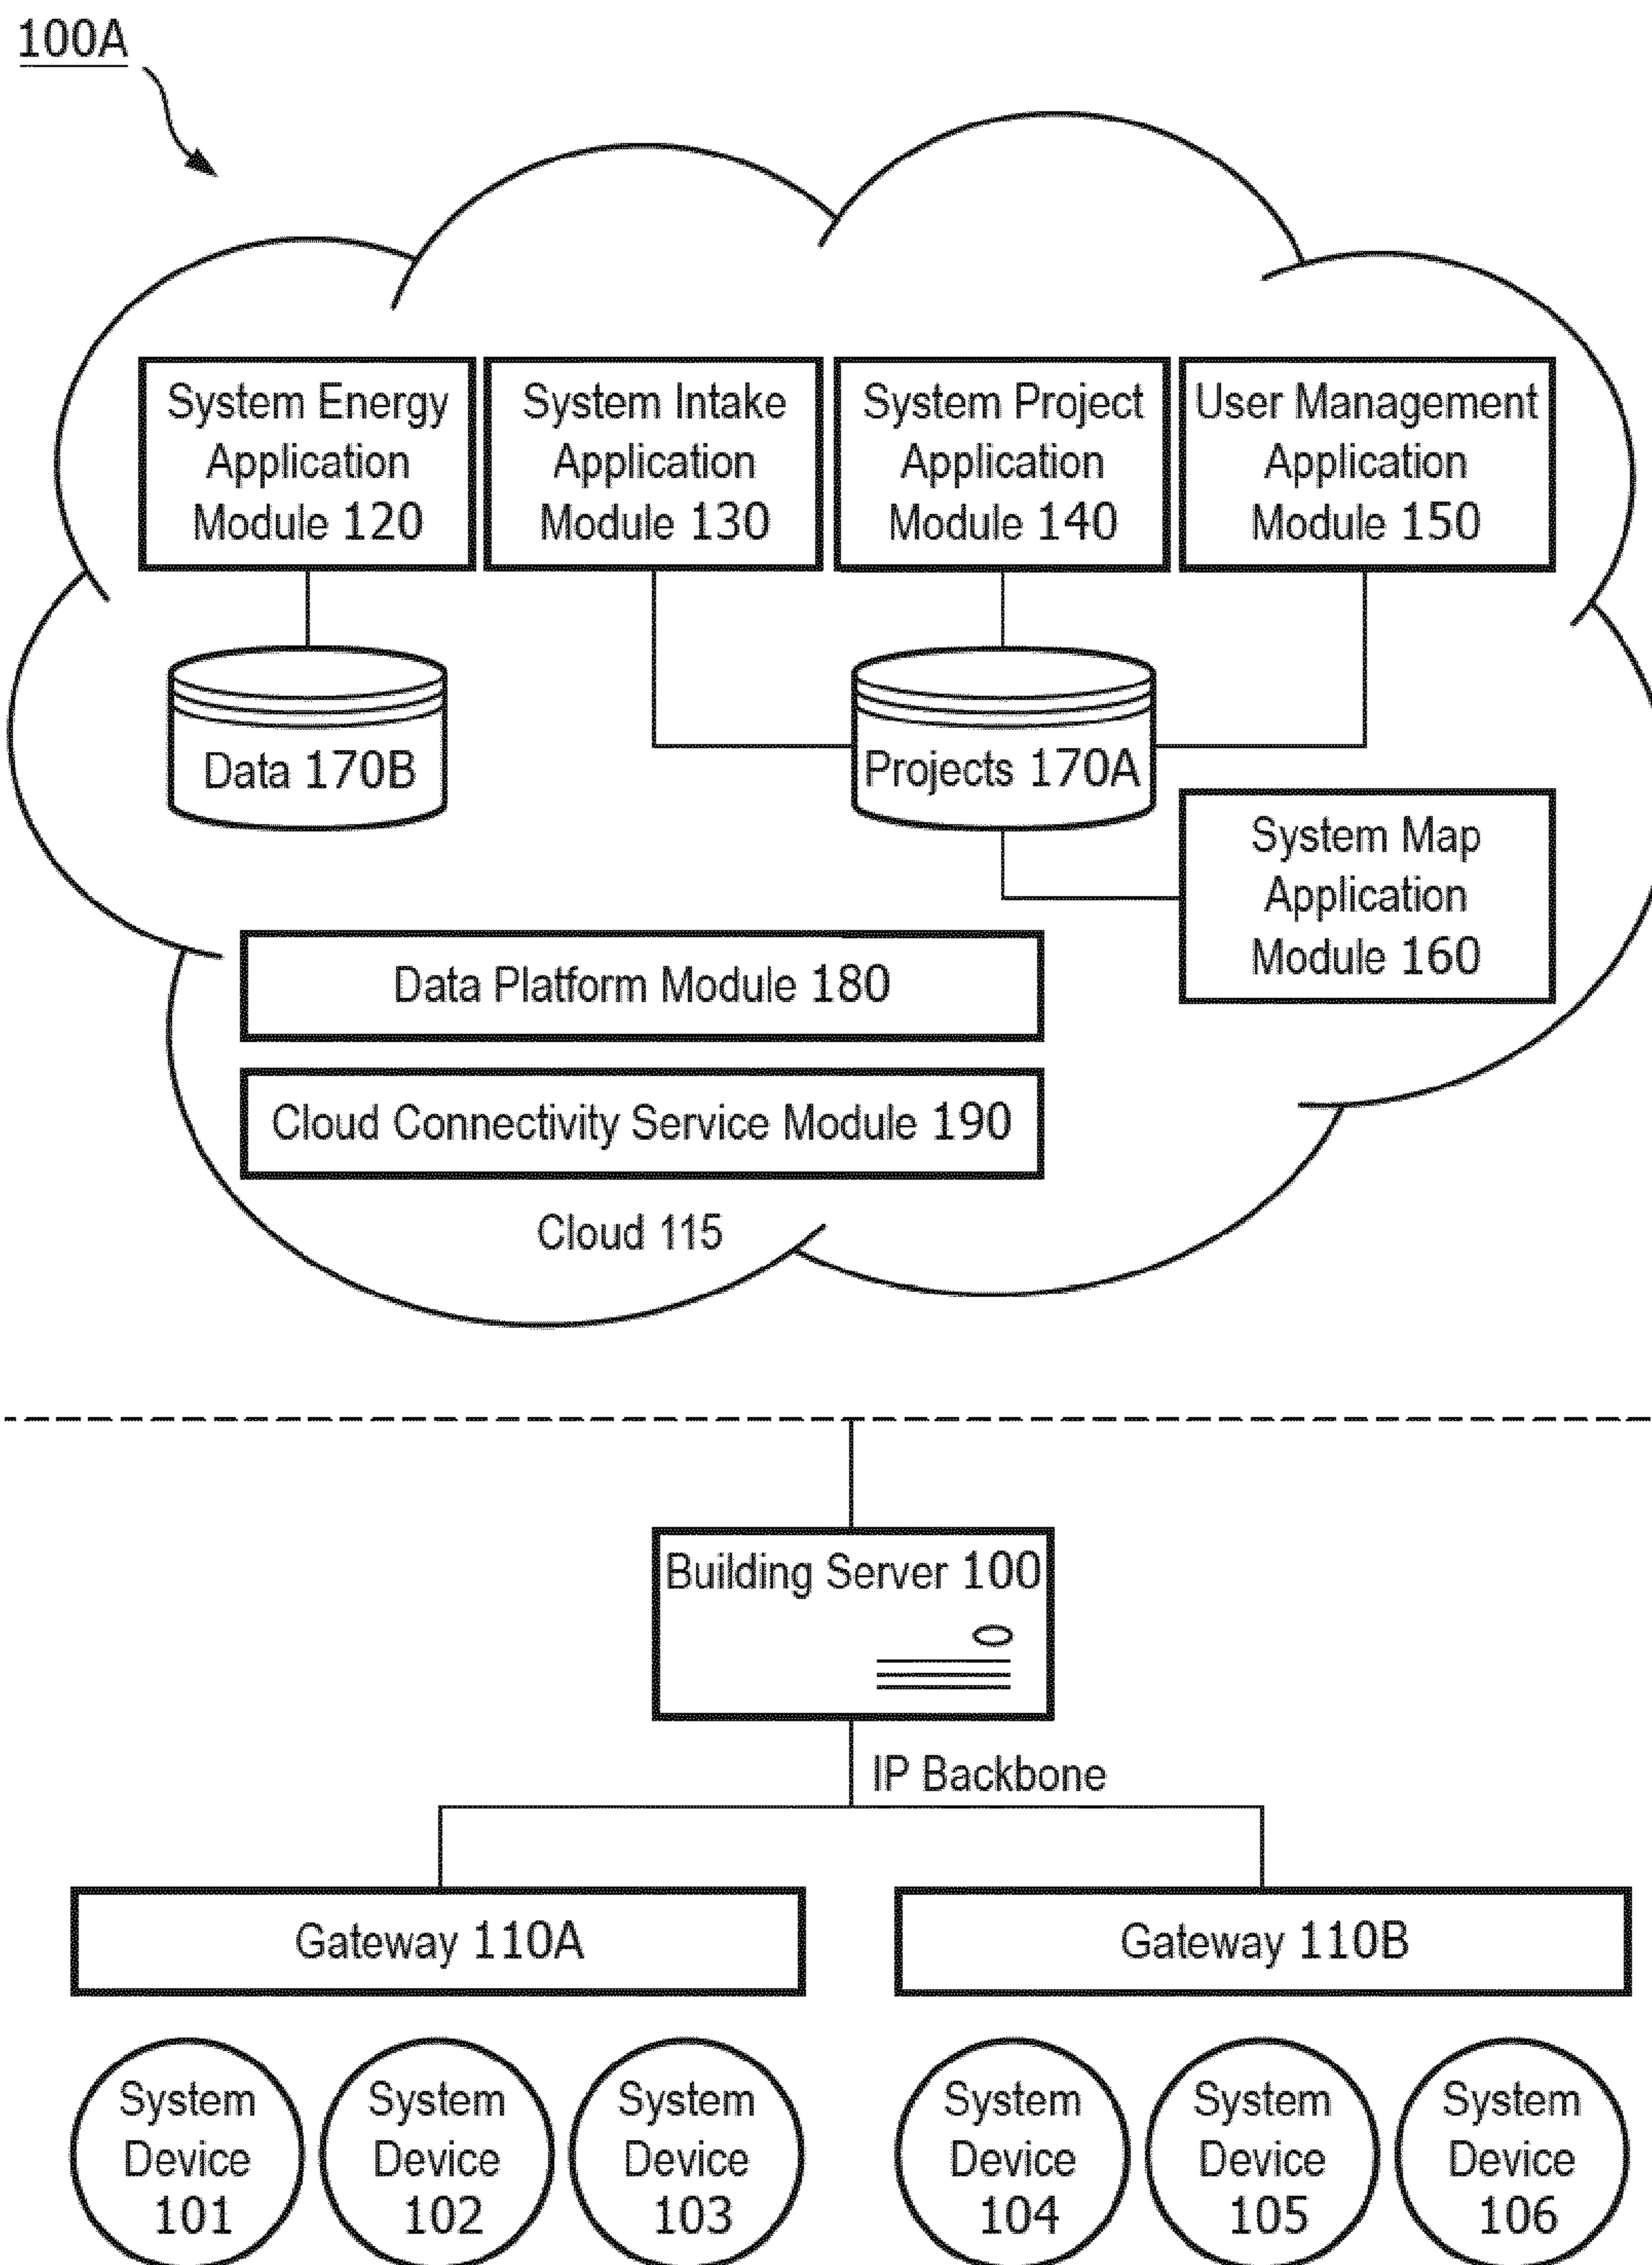 100A
System Energy
Application
Module 120
System Intake
Application
Module 130
System Project
Application
Module 140
User Management
Application
Module 150
Data 170B
Projects 170A
System Map
Application
Module 160
Data Platform Module 180
Cloud Connectivity Service Module 190
Cloud 115
Building Server 100
IP Backbone
Gateway 110A
Gateway 110B
System
Device
101
System
Device
102
System
Device
103
System
Device
104
System
Device
105
System
Device
106